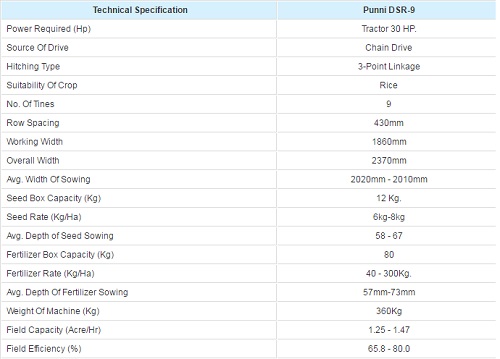 Technical Specification Punni DSR-9
Power Required (Hp) Tractor 30 HP.
Source Of Drive Chain Drive
Hitching Type 3-Point Linkage
Suitability Of Crop Rice
No. Of Tines 9
Row Spacing 430mm
Working Width 1860mm
Overall Width 2370mm
Avg. Width Of Sowing 2020mm - 2010mm
Seed Box Capacity (Kg) 12 Kg.
Seed Rate (Kg/Ha) 6kg-8kg
Avg. Depth of Seed Sowing 58 - 67
Fertilizer Box Capacity (Kg) 80
Fertilizer Rate (Kg/Ha) 40 - 300Kg.
Avg. Depth Of Fertilizer Sowing 57mm-73mm
Weight Of Machine (Kg) 360Kg
Field Capacity (Acre/Hr) 1.25 - 1.47
Field Efficiency (%) 65.8 - 80.0